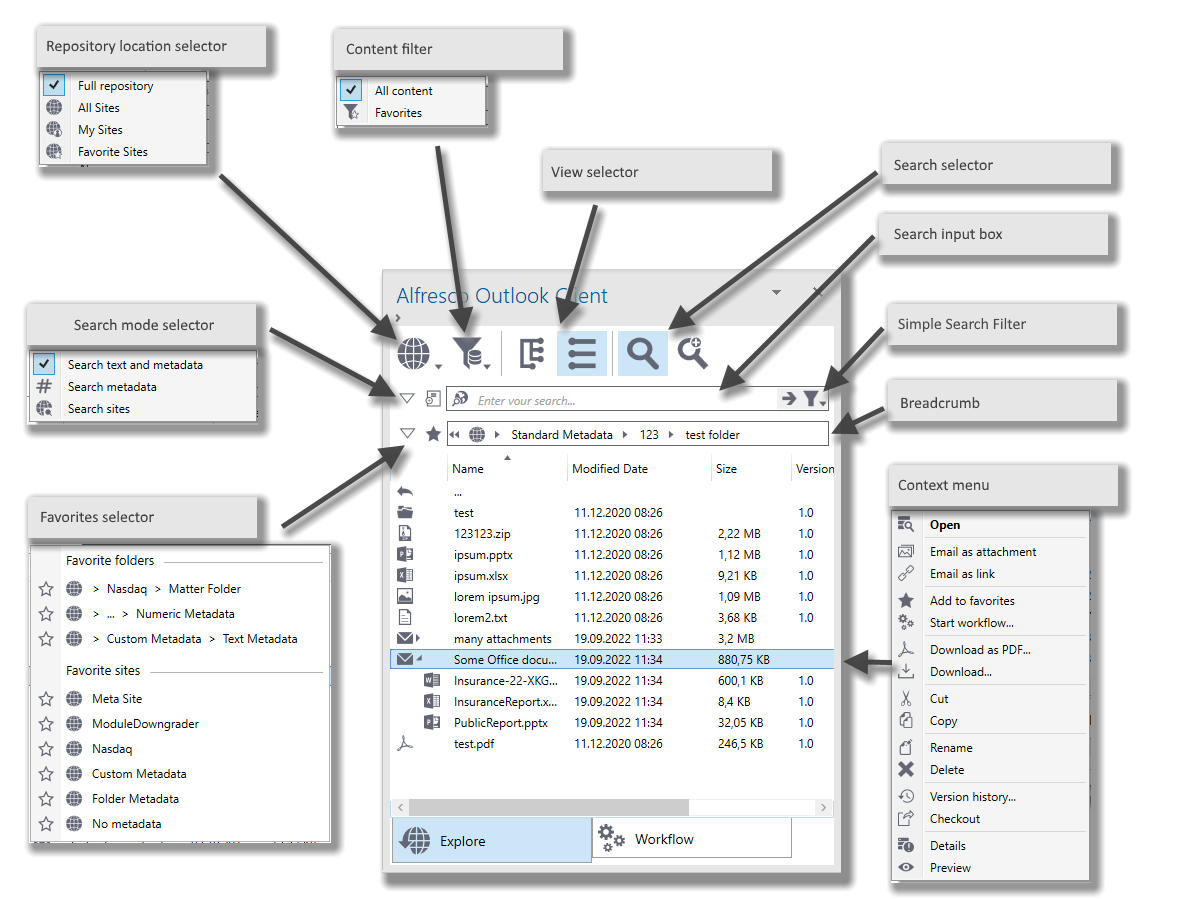 Repository location selector
Full repository
All Sites
My Sites
Favorite Sites
Content filter
All content
Favorites
View selector
Search selector
Search input box
Simple Search Filter
Breadcrumb
Search mode selector
Search text and metadata
# Search metadata
Search sites
Favorites selector
Favorite folders
> Nasdaq > Matter Folder
> ... > Numeric Metadata
> Custom Metadata > Text Metadata
Favorite sites
Meta Site
ModuleDowngrader
Nasdaq
Custom Metadata
Folder Metadata
No metadata
Alfresco Outlook Client
Enter your search...
Standard Metadata 123 test folder
Name Modified Date Size Version
...
test 11.12.2020 08:26 1.0
123123.zip 11.12.2020 08:26 2,22 MB 1.0
ipsum.pptx 11.12.2020 08:26 1,12 MB 1.0
ipsum.xlsx 11.12.2020 08:26 9,21 KB 1.0
lorem ipsum.jpg 11.12.2020 08:26 1,09 MB 1.0
lorem2.txt 11.12.2020 08:26 3,68 KB 1.0
many attachments 19.09.2022 11:33 3,2 MB
Some Office docu... 19.09.2022 11:34 880,75 KB
Insurance-22-XKG... 19.09.2022 11:34 600,1 KB 1.0
InsuranceReport.x... 19.09.2022 11:34 8,4 KB 1.0
PublicReport.pptx 19.09.2022 11:34 32,05 KB 1.0
test.pdf 11.12.2020 08:26 246,5 KB 1.0
Explore
Workflow
Context menu
Open
Email as attachment
Email as link
Add to favorites
Start workflow...
Download as PDF...
Download...
Cut
Copy
Rename
Delete
Version history...
Checkout
Details
Preview